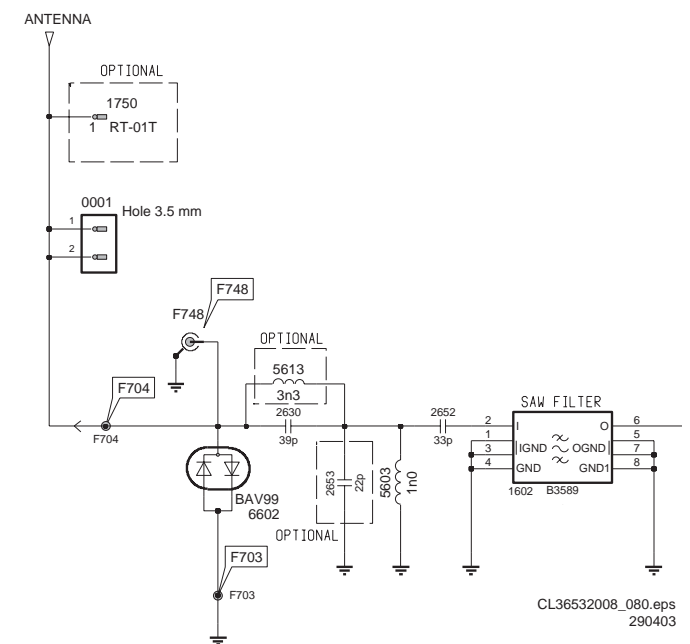 ANTENNA
OPTIONAL
1750
1 RT-01T
0001
Hole 3.5 mm
1
2
F748
F748
OPTIONAL
5613
3n3
F704
F704
2630
39p
2652
33p
SAW FILTER
2 I O 6
1 5
3 IGND OGND 7
4 GND GND1 8
1602 B3589
2653
22p
5603
1n0
OPTIONAL
BAV99
6602
F703
F703
CL36532008_080.eps
290403